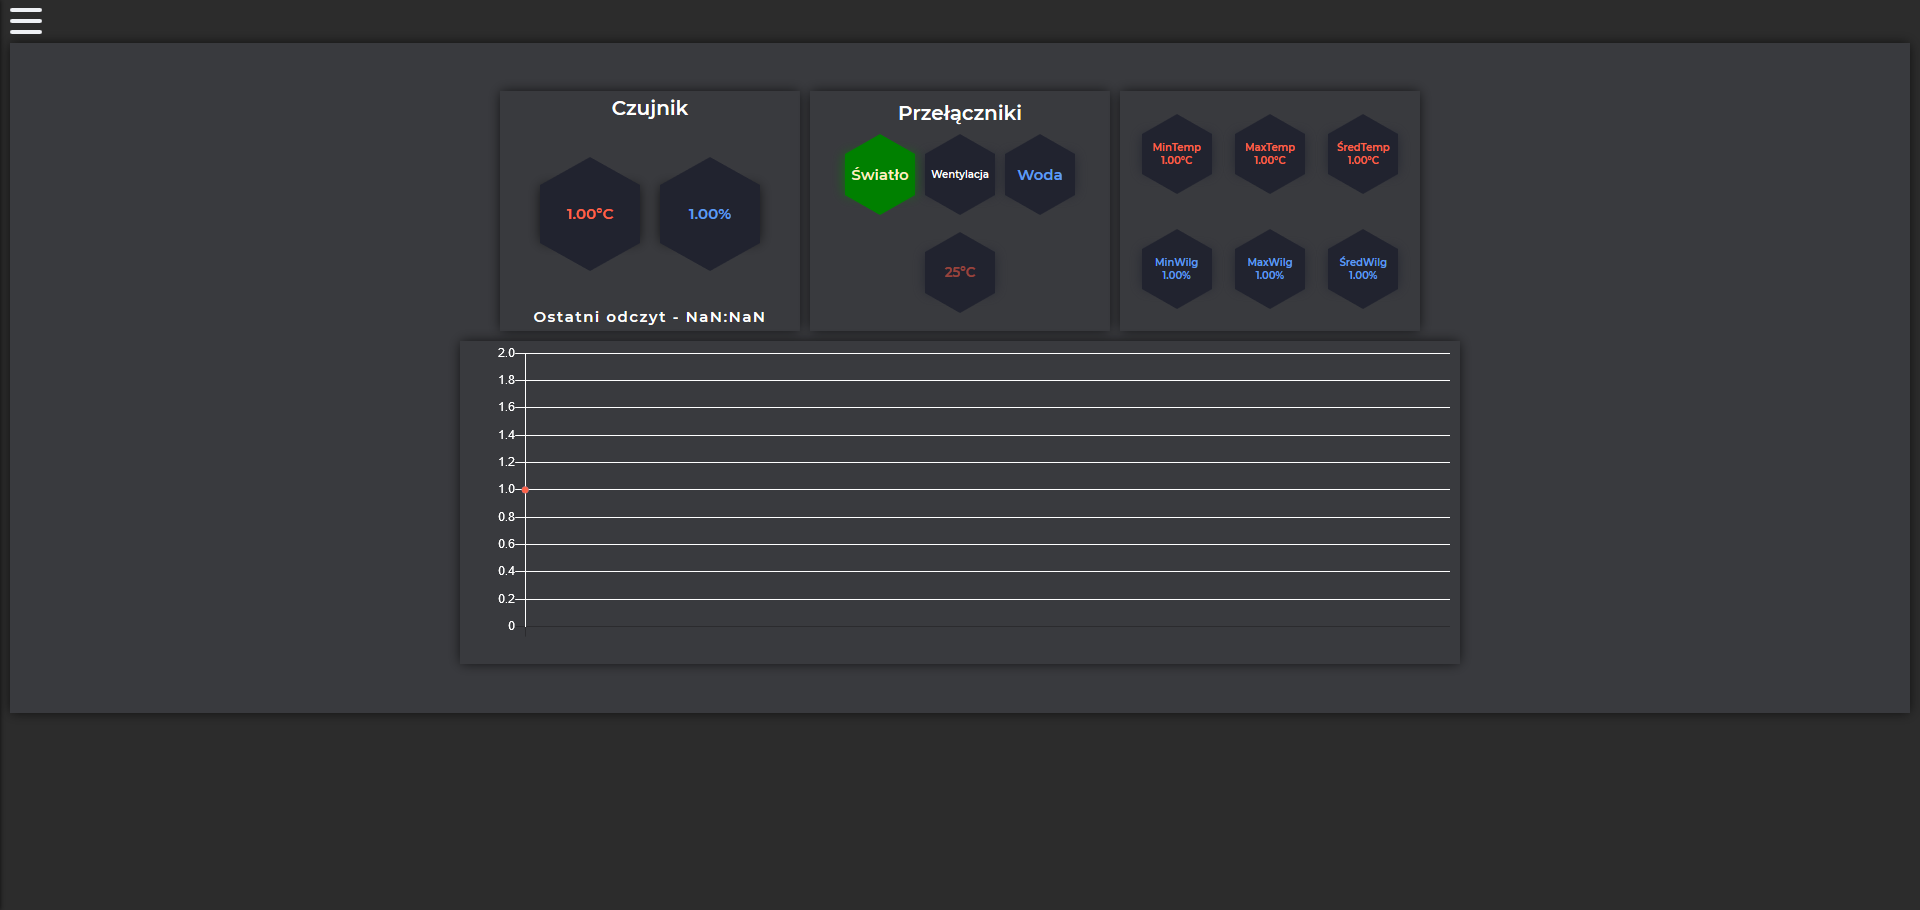 Czujnik
1.00°C
1.00%
Ostatni odczyt - NaN:NaN
Przełączniki
Światło
Wentylacja
Woda
25°C
MinTemp
1.00°C
MaxTemp
1.00°C
ŚredTemp
1.00°C
MinWilg
1.00%
MaxWilg
1.00%
ŚredWilg
1.00%
2.0
1.8
1.6
1.4
1.2
1.0
0.8
0.6
0.4
0.2
0